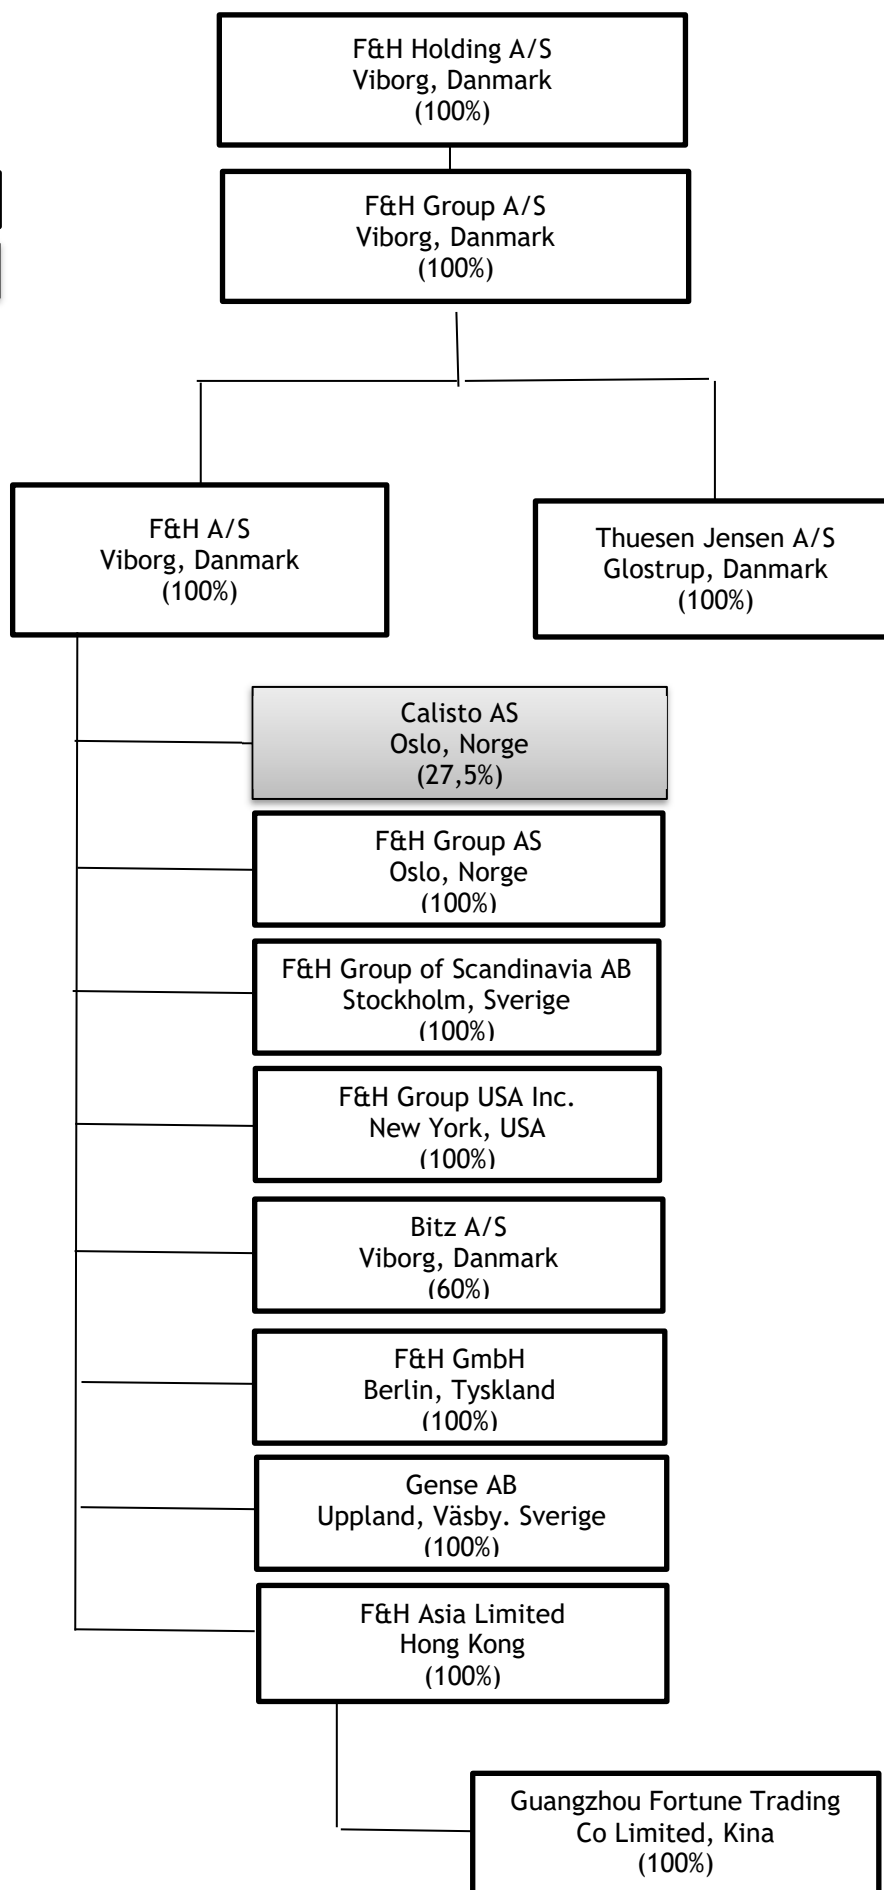 F&H Holding A/S
Viborg, Danmark
(100%)
F&H Group A/S
Viborg, Danmark
(100%)
F&H A/S
Viborg, Danmark
(100%)
Thuesen Jensen A/S
Glostrup, Danmark
(100%)
Calisto AS
Oslo, Norge
(27,5%)
F&H Group AS
Oslo, Norge
(100%)
F&H Group of Scandinavia AB
Stockholm, Sverige
(100%)
F&H Group USA Inc.
New York, USA
(100%)
Bitz A/S
Viborg, Danmark
(60%)
F&H GmbH
Berlin, Tyskland
(100%)
Gense AB
Uppland, Väsby. Sverige
(100%)
F&H Asia Limited
Hong Kong
(100%)
Guangzhou Fortune Trading
Co Limited, Kina
(100%)